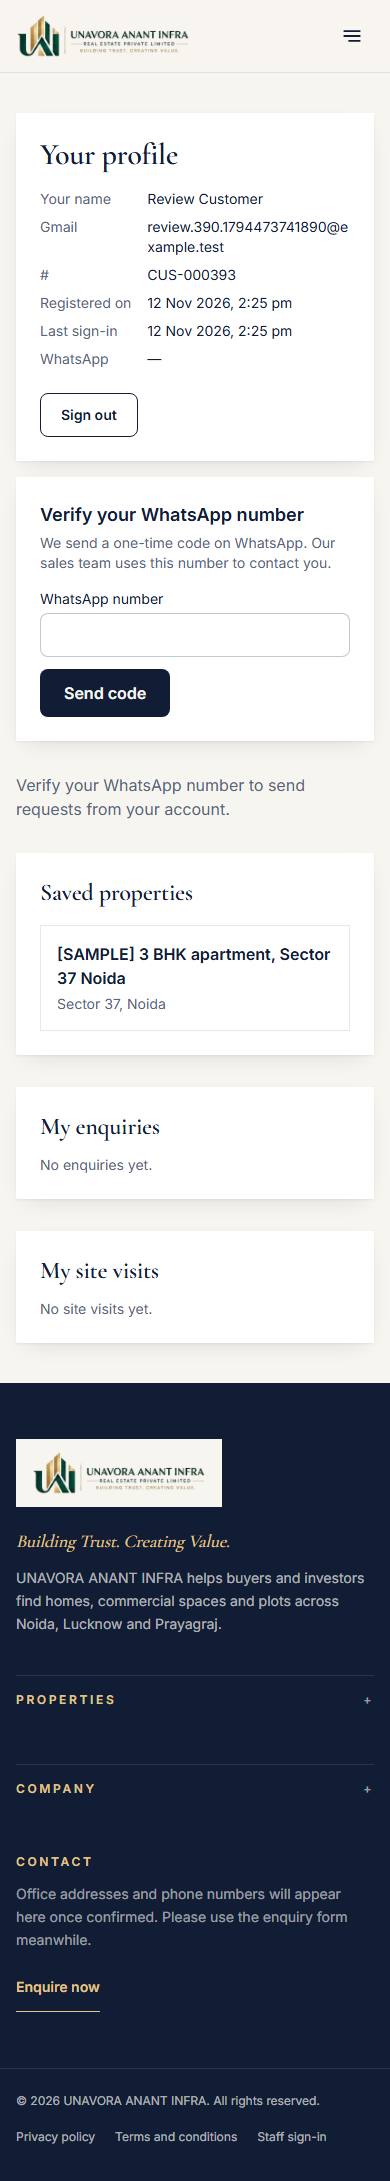 UNAVORA ANANT INFRA
REAL ESTATE PRIVATE LIMITED
BUILDING TRUST. CREATING VALUE.
Your profile
Your name Review Customer
Gmail review.390.1794473741890@e
xample.test
# CUS-000393
Registered on 12 Nov 2026, 2:25 pm
Last sign-in 12 Nov 2026, 2:25 pm
WhatsApp —
Sign out
Verify your WhatsApp number
We send a one-time code on WhatsApp. Our
sales team uses this number to contact you.
WhatsApp number
Send code
Verify your WhatsApp number to send
requests from your account.
Saved properties
[SAMPLE] 3 BHK apartment, Sector
37 Noida
Sector 37, Noida
My enquiries
No enquiries yet.
My site visits
No site visits yet.
UNAVORA ANANT INFRA
REAL ESTATE PRIVATE LIMITED
BUILDING TRUST. CREATING VALUE.
Building Trust. Creating Value.
UNAVORA ANANT INFRA helps buyers and investors
find homes, commercial spaces and plots across
Noida, Lucknow and Prayagraj.
PROPERTIES +
COMPANY +
CONTACT
Office addresses and phone numbers will appear
here once confirmed. Please use the enquiry form
meanwhile.
Enquire now
© 2026 UNAVORA ANANT INFRA. All rights reserved.
Privacy policy Terms and conditions Staff sign-in